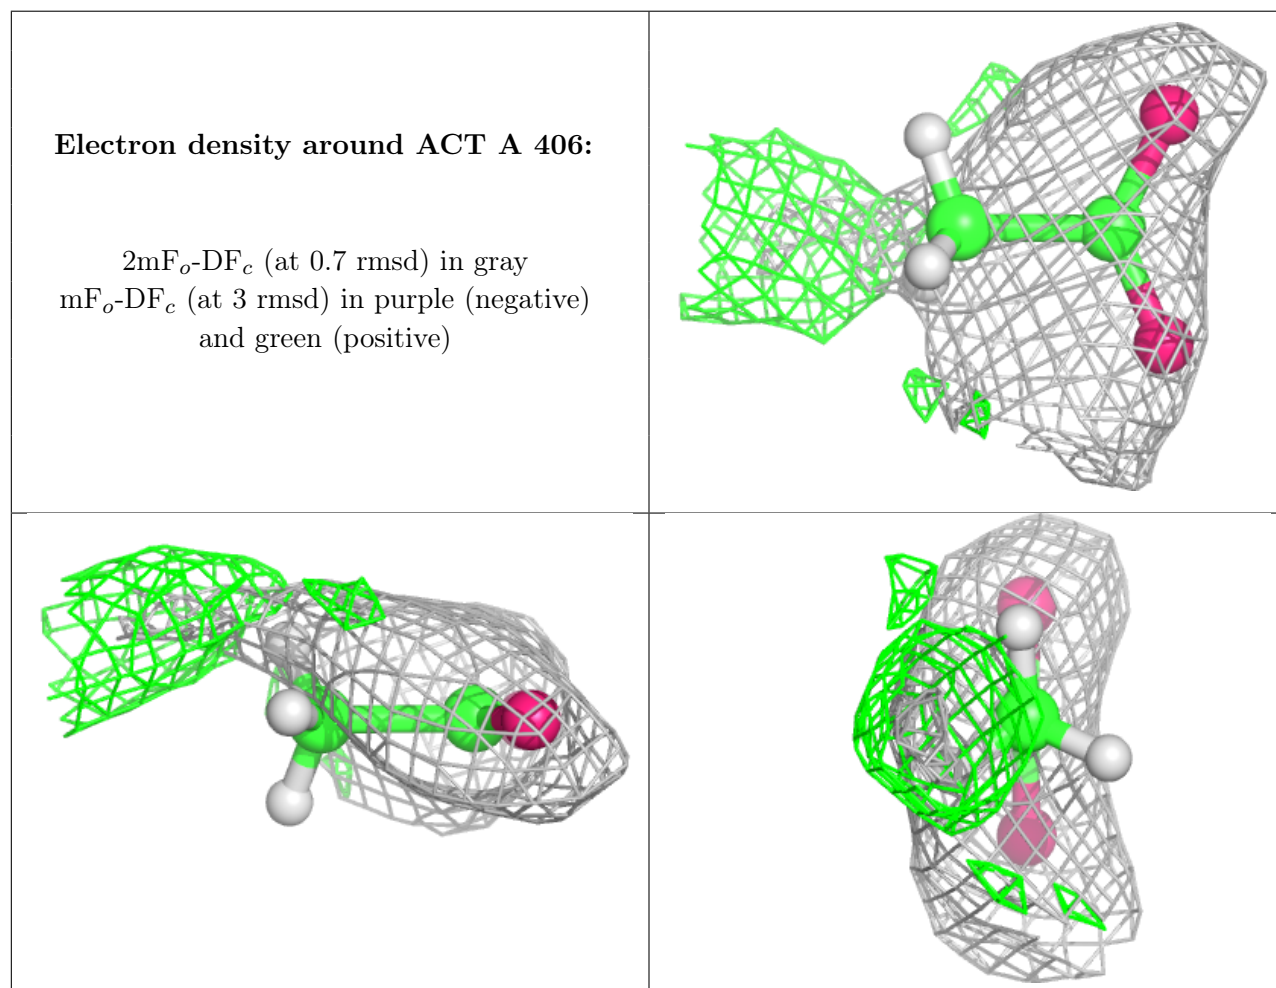 Electron density around ACT A 406:
2mFo-DFc (at 0.7 rmsd) in gray
mFo-DFc (at 3 rmsd) in purple (negative)
and green (positive)